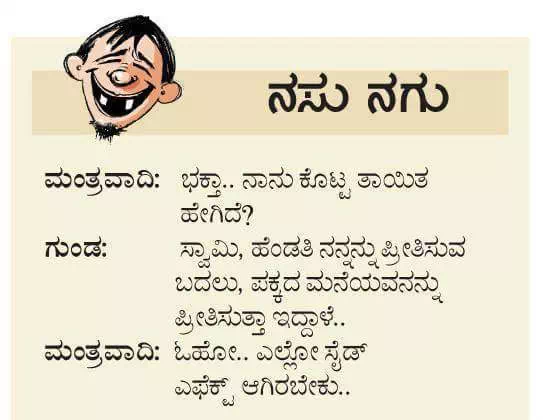 ನಸು ನಗು
ಮಂತ್ರವಾದಿ: ಭಕ್ತಾ.. ನಾನು ಕೊಟ್ಟ ತಾಯಿತ
ಹೇಗಿದೆ?
ಗುಂಡ: ಸ್ವಾಮಿ, ಹೆಂಡತಿ ನನ್ನನ್ನು ಪ್ರೀತಿಸುವ
ಬದಲು, ಪಕ್ಕದ ಮನೆಯವನನ್ನು
ಪ್ರೀತಿಸುತ್ತಾ ಇದ್ದಾಳೆ..
ಮಂತ್ರವಾದಿ: ಓಹೋ.. ಎಲ್ಲೋ ಸೈಡ್
ಎಫೆಕ್ಟ್ ಆಗಿರಬೇಕು..